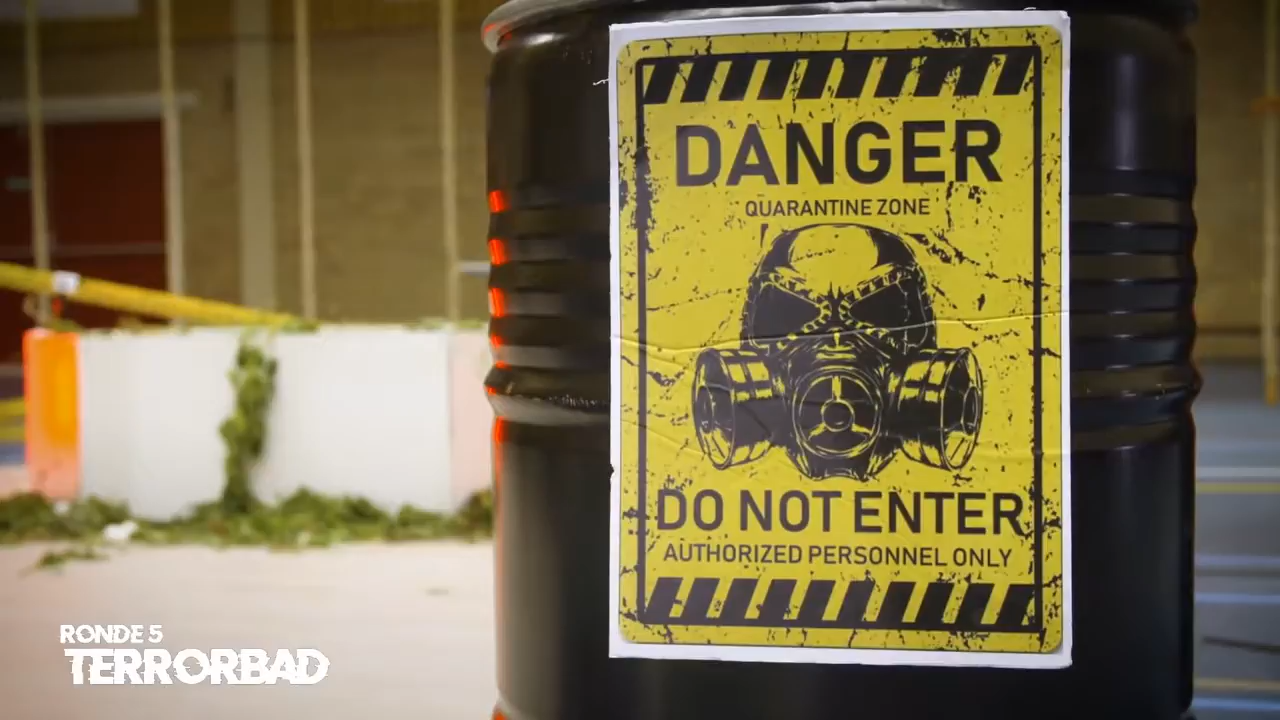 DANGER
QUARANTINE ZONE
DO NOT ENTER
AUTHORIZED PERSONNEL ONLY
RONDE 5
TERRORBAD